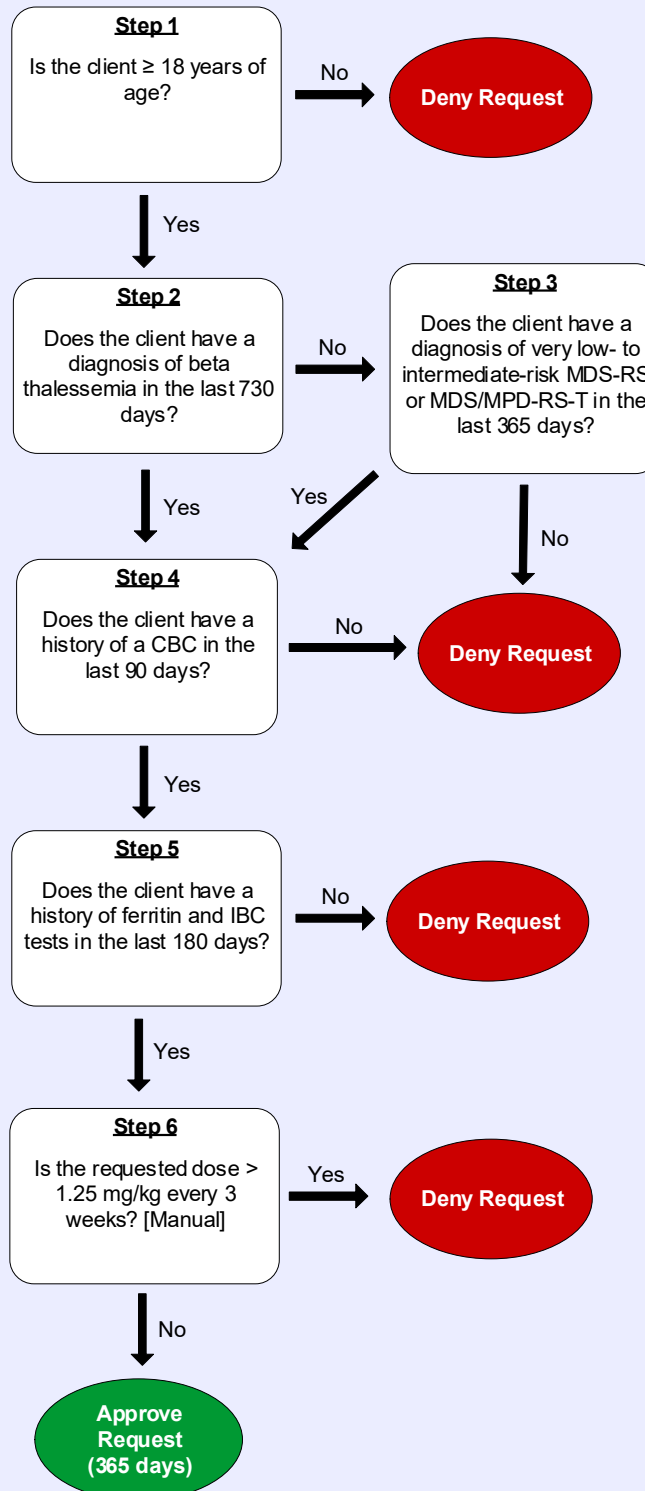 Step 1
Is the client ≥ 18 years of
age?
No
Deny Request
Yes
Step 2
Does the client have a
diagnosis of beta
thalessemia in the last 730
days?
No
Step 3
Does the client have a
diagnosis of very low- to
intermediate-risk MDS-RS
or MDS/MPD-RS-T in the
last 365 days?
Yes
Yes
No
Step 4
Does the client have a
history of a CBC in the
last 90 days?
No
Deny Request
Yes
Step 5
Does the client have a
history of ferritin and IBC
tests in the last 180 days?
No
Deny Request
Yes
Step 6
Is the requested dose >
1.25 mg/kg every 3
weeks? [Manual]
Yes
Deny Request
No
Approve
Request
(365 days)